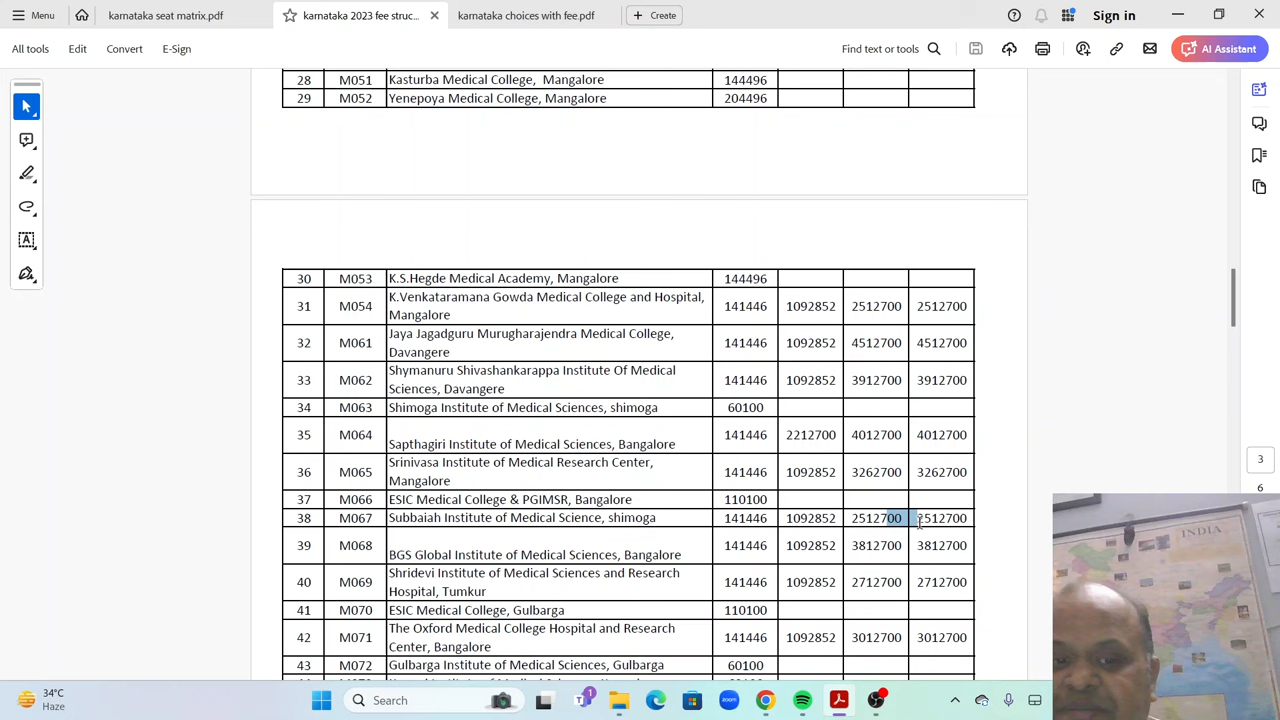 Menu karnataka seat matrix.pdf karnataka 2023 fee struc... karnataka choices with fee.pdf Create Sign in
All tools Edit Convert E-Sign Find text or tools AI Assistant
28 M051 Kasturba Medical College, Mangalore 144496
29 M052 Yenepoya Medical College, Mangalore 204496
30 M053 K.S.Hegde Medical Academy, Mangalore 144496
31 M054 K.Venkataramana Gowda Medical College and Hospital, 141446 1092852 2512700 2512700
Mangalore
32 M061 Jaya Jagadguru Murugharajendra Medical College, 141446 1092852 4512700 4512700
Davangere
33 M062 Shymanuru Shivashankarappa Institute Of Medical 141446 1092852 3912700 3912700
Sciences, Davangere
34 M063 Shimoga Institute of Medical Sciences, shimoga 60100
35 M064 Sapthagiri Institute of Medical Sciences, Bangalore 141446 2212700 4012700 4012700
36 M065 Srinivasa Institute of Medical Research Center, 141446 1092852 3262700 3262700
Mangalore
37 M066 ESIC Medical College & PGIMSR, Bangalore 110100
38 M067 Subbaiah Institute of Medical Science, shimoga 141446 1092852 2512700 2512700
39 M068 BGS Global Institute of Medical Sciences, Bangalore 141446 1092852 3812700 3812700
40 M069 Shridevi Institute of Medical Sciences and Research 141446 1092852 2712700 2712700
Hospital, Tumkur
41 M070 ESIC Medical College, Gulbarga 110100
42 M071 The Oxford Medical College Hospital and Research 141446 1092852 3012700 3012700
Center, Bangalore
43 M072 Gulbarga Institute of Medical Sciences, Gulbarga 60100
3
6
INDIA
34°C
Haze
Search
1
zoom